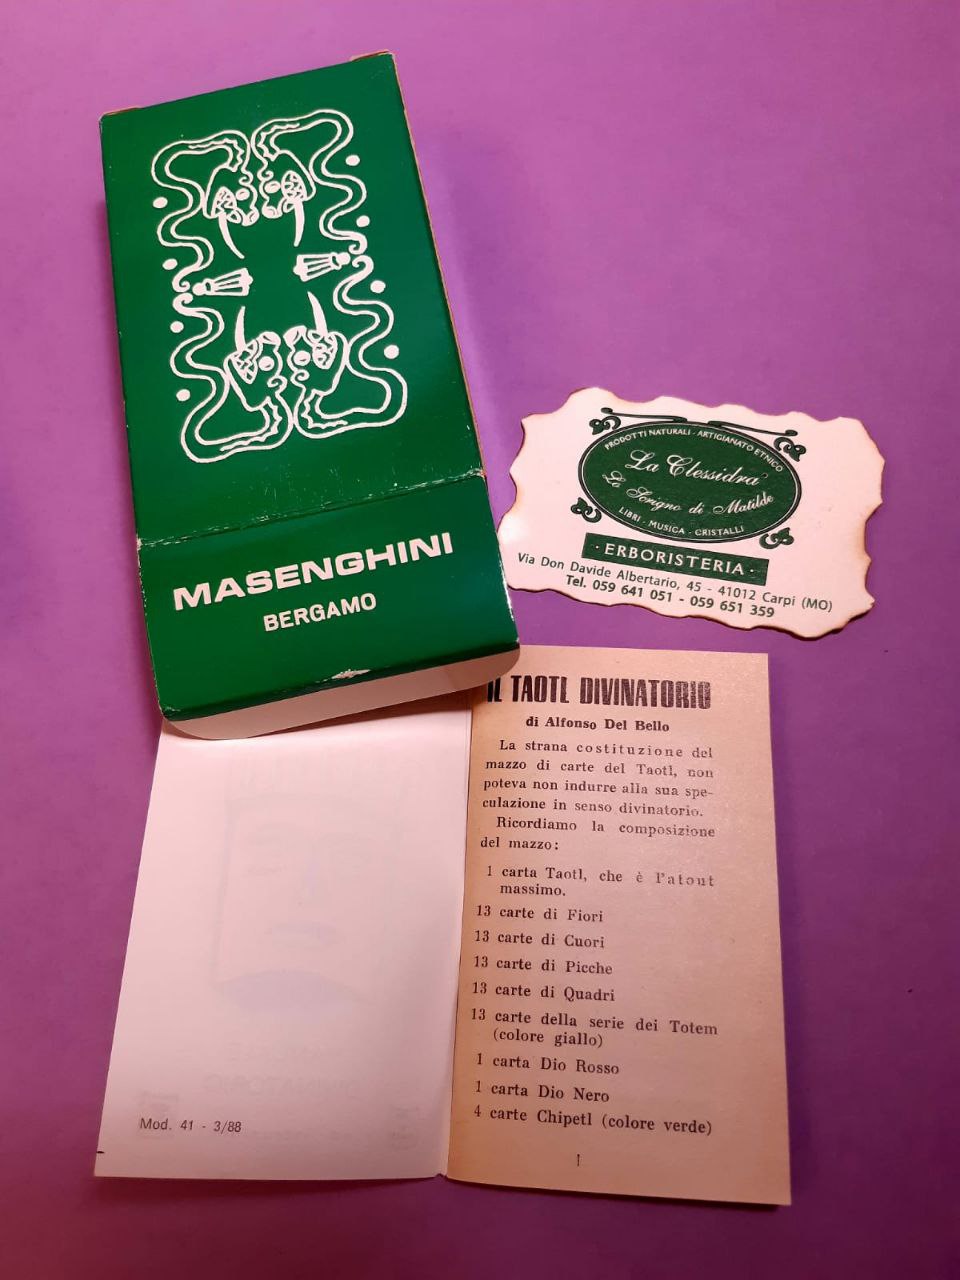 MASENGHINI
BERGAMO
PRODOTTI NATURALI - ARTIGIANATO ETNICO
La Clessidra
Lo Scrigno di Matilde
LIBRI - MUSICA - CRISTALLI
· ERBORISTERIA ·
Via Don Davide Albertario, 45 - 41012 Carpi (MO)
Tel. 059 641 051 - 059 651 359
IL TAOTL DIVINATORIO
di Alfonso Del Bello
La strana costituzione del
mazzo di carte del Taotl, non
poteva non indurre alla sua spe-
culazione in senso divinatorio.
Ricordiamo la composizione
del mazzo:
1 carta Taotl, che è l'atout
massimo.
13 carte di Fiori
13 carte di Cuori
13 carte di Picche
13 carte di Quadri
13 carte della serie dei Totem
(colore giallo)
1 carta Dio Rosso
1 carta Dio Nero
4 carte Chipetl (colore verde)
1
Mod. 41 - 3/88